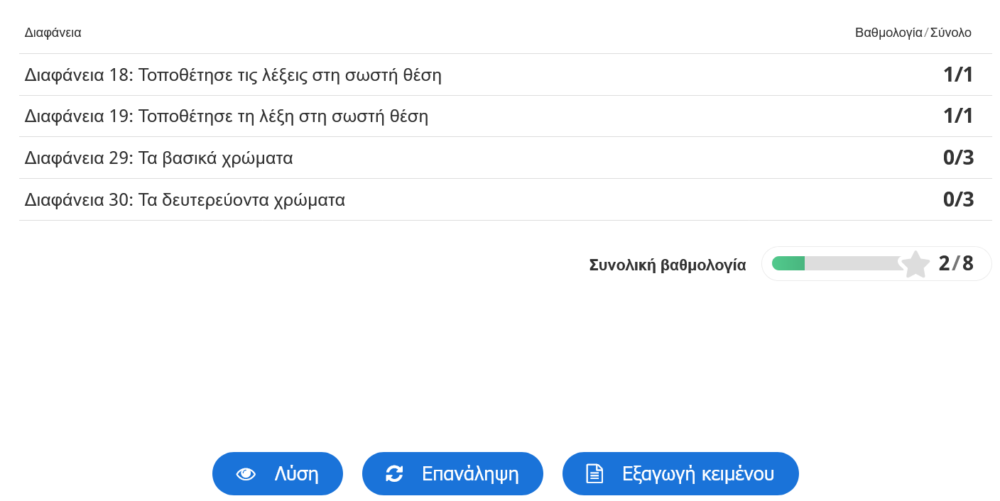 Διαφάνεια Βαθμολογία/Σύνολο
Διαφάνεια 18: Τοποθέτησε τις λέξεις στη σωστή θέση 1/1
Διαφάνεια 19: Τοποθέτησε τη λέξη στη σωστή θέση 1/1
Διαφάνεια 29: Τα βασικά χρώματα 0/3
Διαφάνεια 30: Τα δευτερεύοντα χρώματα 0/3
Συνολική βαθμολογία 2/8
Λύση Επανάληψη Εξαγωγή κειμένου